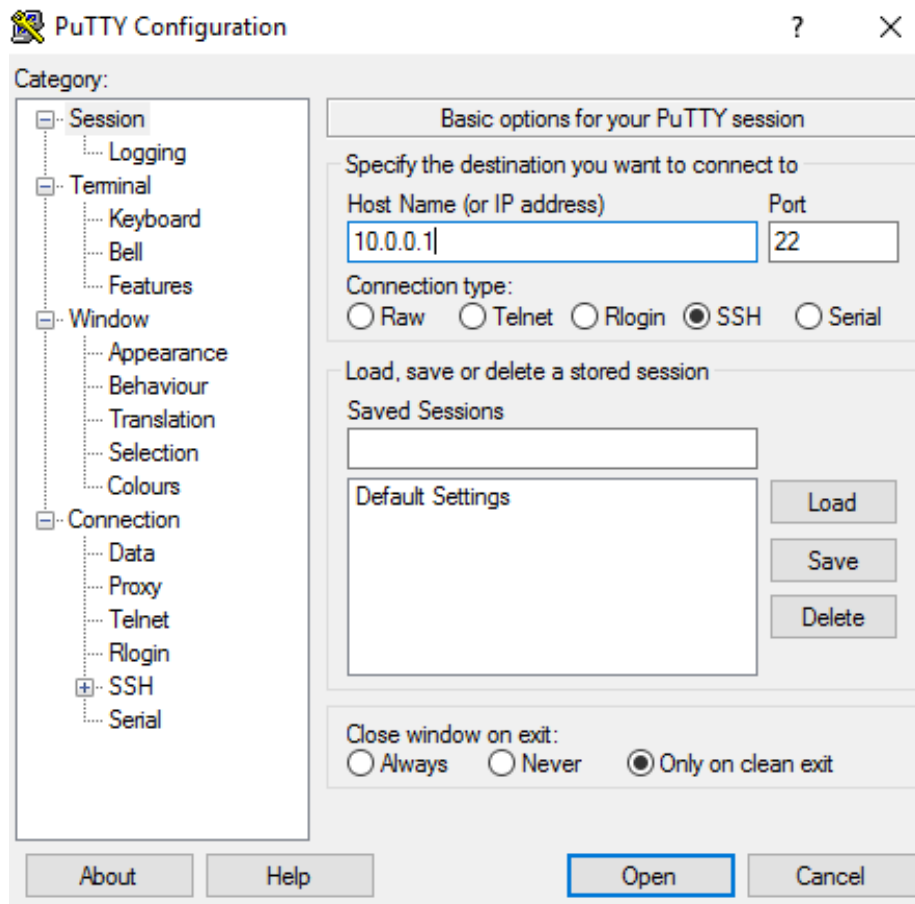 PuTTY Configuration
?
Category:
Session
Logging
Terminal
Keyboard
Bell
Features
Window
Appearance
Behaviour
Translation
Selection
Colours
Connection
Data
Proxy
Telnet
Rlogin
SSH
Serial
Basic options for your PuTTY session
Specify the destination you want to connect to
Host Name (or IP address) Port
10.0.0.1 22
Connection type:
Raw Telnet Rlogin SSH Serial
Load, save or delete a stored session
Saved Sessions
Default Settings
Load
Save
Delete
Close window on exit:
Always Never Only on clean exit
About Help Open Cancel